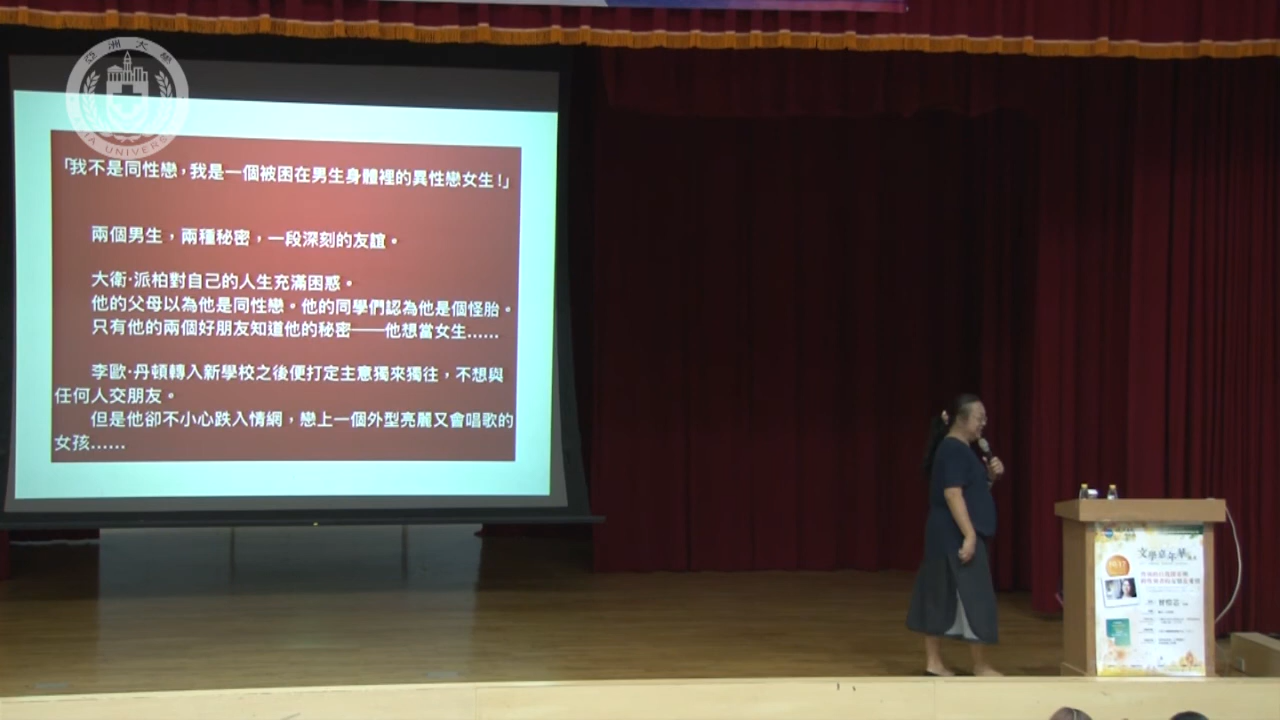 亞洲大學
ASIA UNIVERSITY
「我不是同性戀，我是一個被困在男生身體裡的異性戀女生！」
兩個男生，兩種秘密，一段深刻的友誼。
大衛·派柏對自己的人生充滿困惑。
他的父母以為他是同性戀。他的同學們認為他是個怪胎。
只有他的兩個好朋友知道他的秘密——他想當女生……
李歐·丹頓轉入新學校之後便打定主意獨來獨往，不想與
任何人交朋友。
但是他卻不小心跌入情網，戀上一個外型亮麗又會唱歌的
女孩……
文學嘉年華